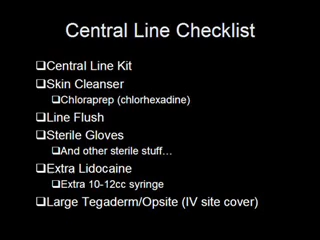 Central Line Checklist
❑Central Line Kit
❑Skin Cleanser
❑Chloraprep (chlorhexadine)
❑Line Flush
❑Sterile Gloves
❑And other sterile stuff…
❑Extra Lidocaine
❑Extra 10-12cc syringe
❑Large Tegaderm/Opsite (IV site cover)